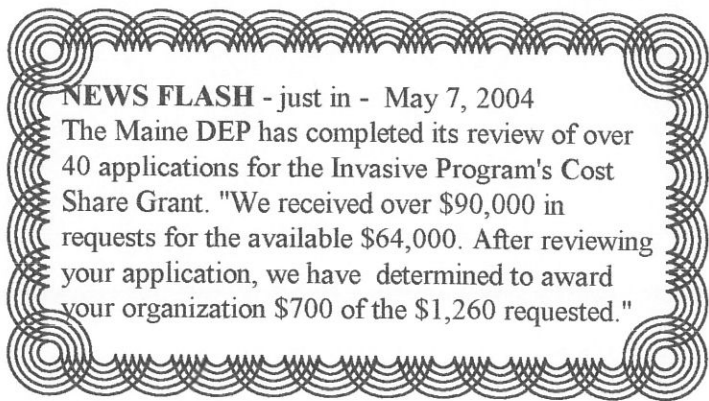 NEWS FLASH - just in -  May 7, 2004
The Maine DEP has completed its review of over
40 applications for the Invasive Program's Cost
Share Grant. "We received over $90,000 in
requests for the available $64,000. After reviewing
your application, we have  determined to award
your organization $700 of the $1,260 requested."